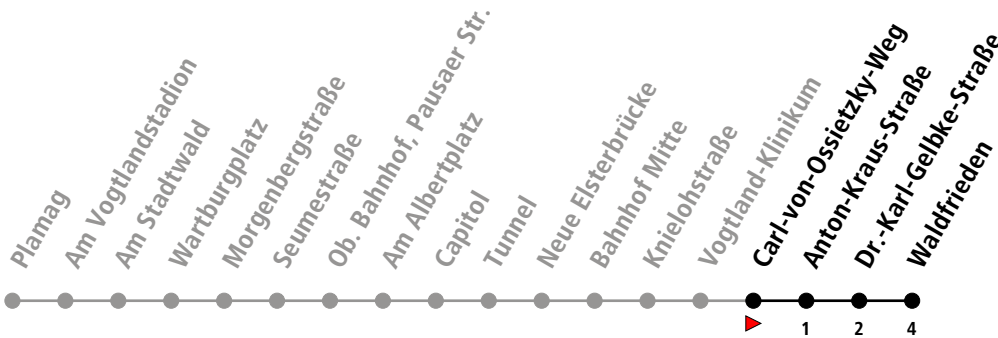 Plamag
Am Vogtlandstadion
Am Stadtwald
Wartburgplatz
Morgenbergstraße
Seumestraße
Ob. Bahnhof, Pausaer Str.
Am Albertplatz
Capitol
Tunnel
Neue Elsterbrücke
Bahnhof Mitte
Knielohstraße
Vogtland-Klinikum
Carl-von-Ossietzky-Weg
Anton-Kraus-Straße
Dr.-Karl-Gelbke-Straße
Waldfrieden
1 2 4